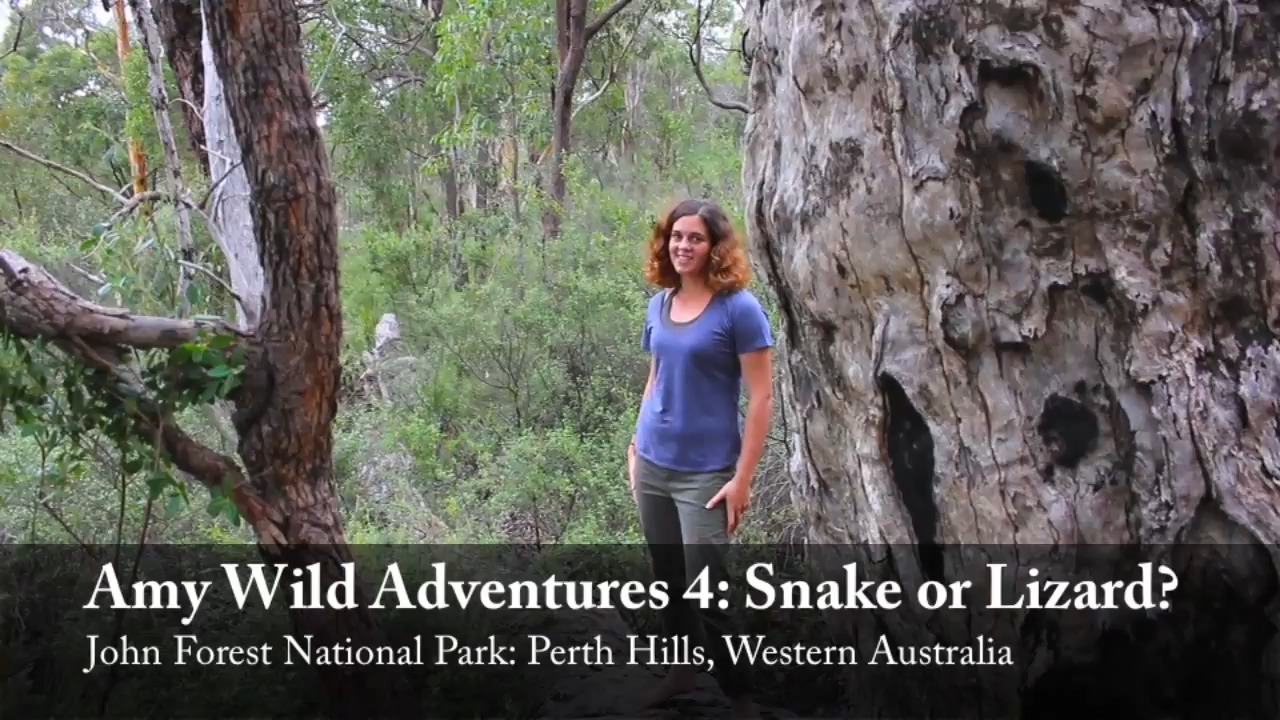 Amy Wild Adventures 4: Snake or Lizard?
John Forest National Park: Perth Hills, Western Australia